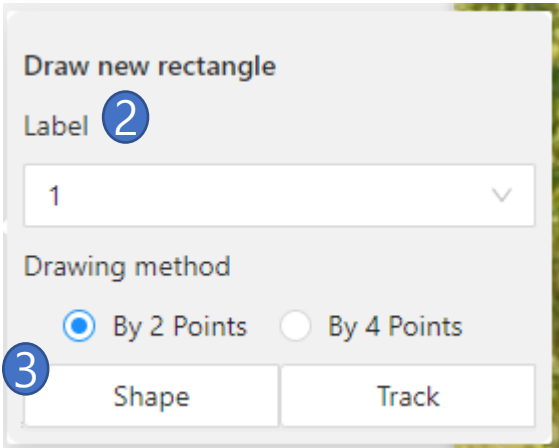 Draw new rectangle
Label 2
1
Drawing method
By 2 Points By 4 Points
3
Shape Track